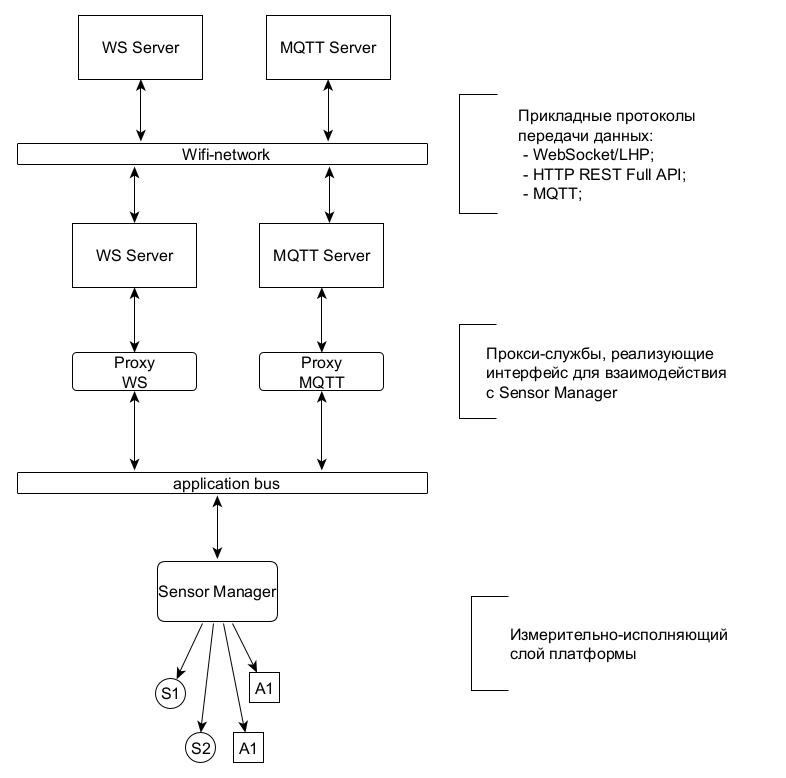 WS Server
MQTT Server
Wifi-network
Прикладные протоколы
передачи данных:
- WebSocket/LHP;
- HTTP REST Full API;
- MQTT;
WS Server
MQTT Server
Proxy
WS
Proxy
MQTT
Прокси-службы, реализующие
интерфейс для взаимодействия
с Sensor Manager
application bus
Sensor Manager
Измерительно-исполняющий
слой платформы
S1
A1
S2
A1